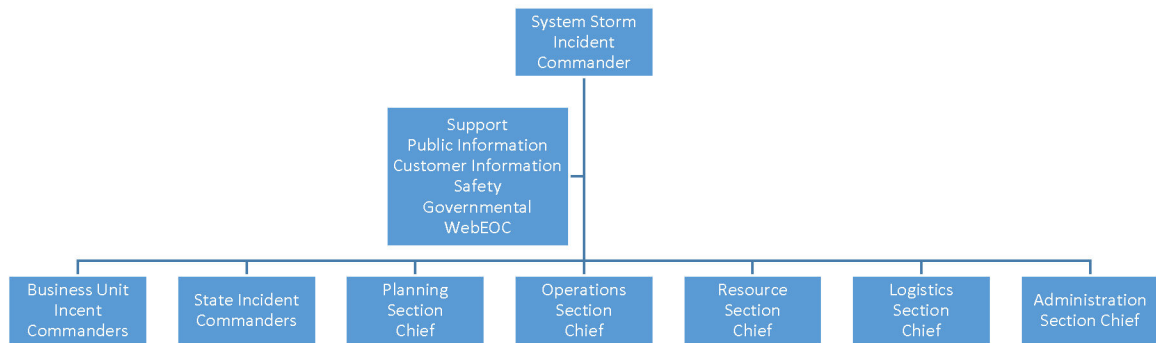 System Storm
Incident
Commander
Support
Public Information
Customer Information
Safety
Governmental
WebEOC
Business Unit
Incent
Commanders
State Incident
Commanders
Planning
Section
Chief
Operations
Section
Chief
Resource
Section
Chief
Logistics
Section
Chief
Administration
Section Chief